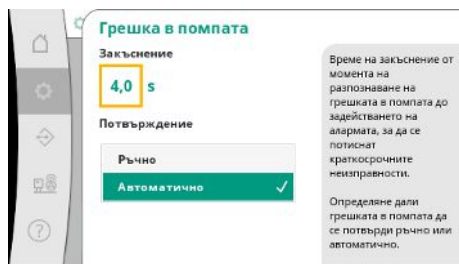 Грешка в помпата
Закъснение
4,0 s
Потвърждение
Ръчно
Автоматично
Време на закъснение от
момента на
разпознаване на
грешката в помпата до
задействането на
алармата, за да се
потиснат
краткосрочните
неизправности.
Определяне дали
грешката в помпата да
се потвърди ръчно или
автоматично.